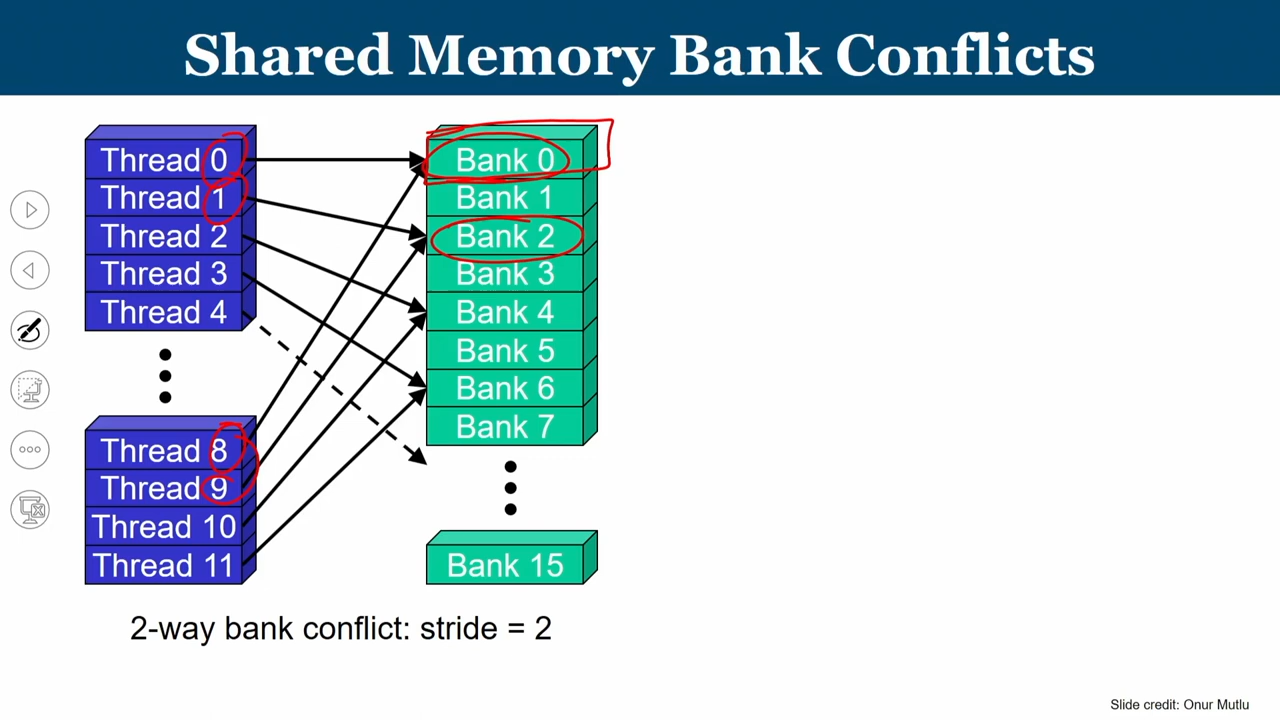 Shared Memory Bank Conflicts
Thread 0
Thread 1
Thread 2
Thread 3
Thread 4
Thread 8
Thread 9
Thread 10
Thread 11
Bank 0
Bank 1
Bank 2
Bank 3
Bank 4
Bank 5
Bank 6
Bank 7
Bank 15
2-way bank conflict: stride = 2
Slide credit: Onur Mutlu